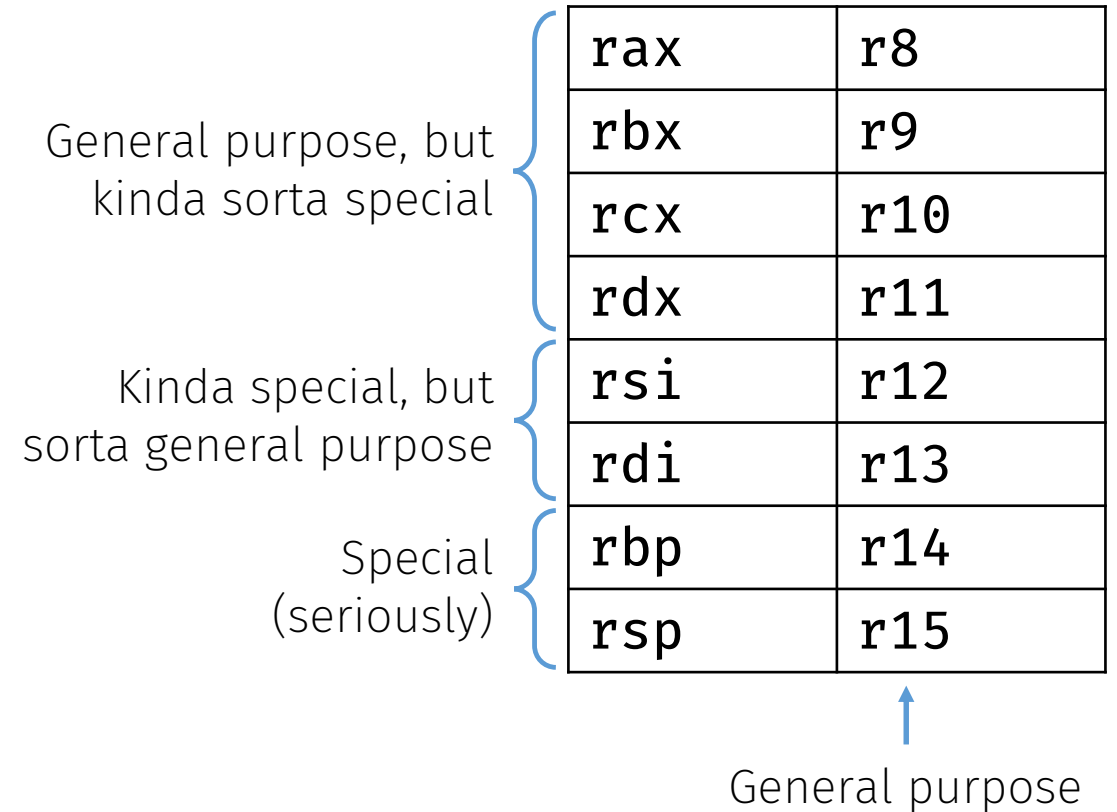 rax r8
General purpose, but
rbx r9
kinda sorta special
rcx r10
rdx r11
Kinda special, but
rsi r12
sorta general purpose
rdi r13
Special
rbp r14
(seriously)
rsp r15
General purpose